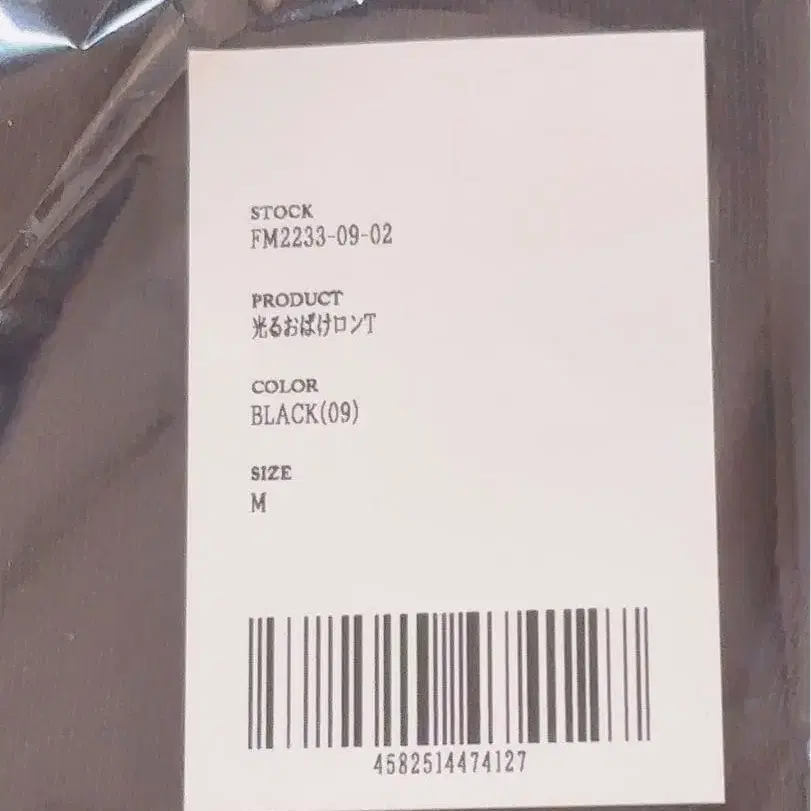 STOCK
FM2233-09-02
PRODUCT
光るおばけロンT
COLOR
BLACK(09)
SIZE
M
4582514474127